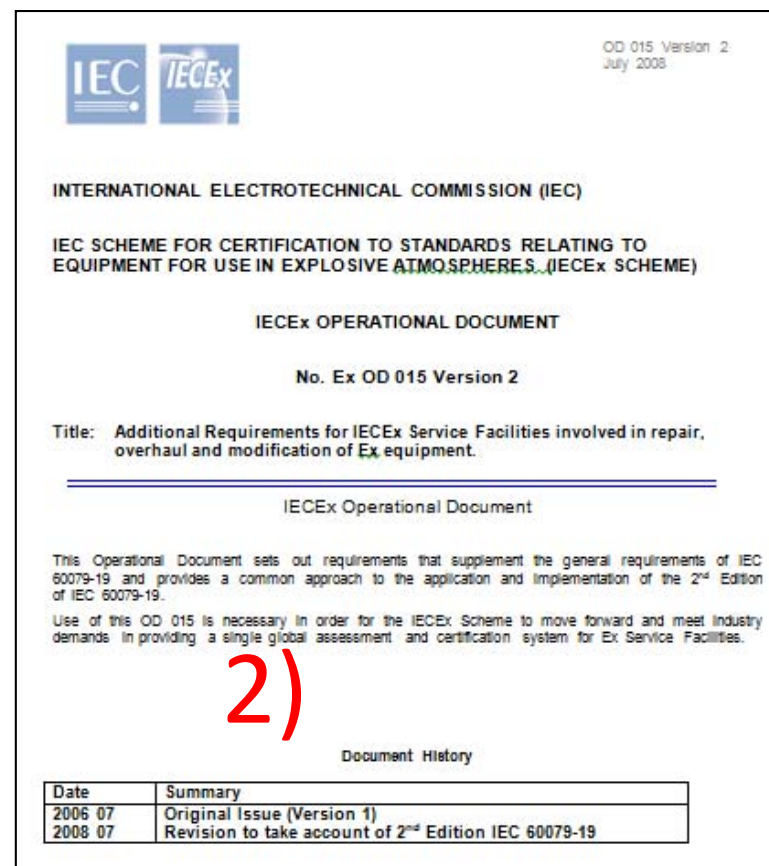 OD 015 Version 2
July 2008
IEC IECEx
INTERNATIONAL ELECTROTECHNICAL COMMISSION (IEC)
IEC SCHEME FOR CERTIFICATION TO STANDARDS RELATING TO
EQUIPMENT FOR USE IN EXPLOSIVE ATMOSPHERES (IECEx SCHEME)
IECEx OPERATIONAL DOCUMENT
No. Ex OD 015 Version 2
Title: Additional Requirements for IECEx Service Facilities involved in repair,
overhaul and modification of Ex equipment.
IECEx Operational Document
This Operational Document sets out requirements that supplement the general requirements of IEC
60079-19 and provides a common approach to the application and implementation of the 2nd Edition
of IEC 60079-19.
Use of this OD 015 is necessary in order for the IECEx Scheme to move forward and meet industry
demands in providing a single global assessment and certification system for Ex Service Facilities.
2)
Document History
Date Summary
2006 07 Original Issue (Version 1)
2008 07 Revision to take account of 2nd Edition IEC 60079-19